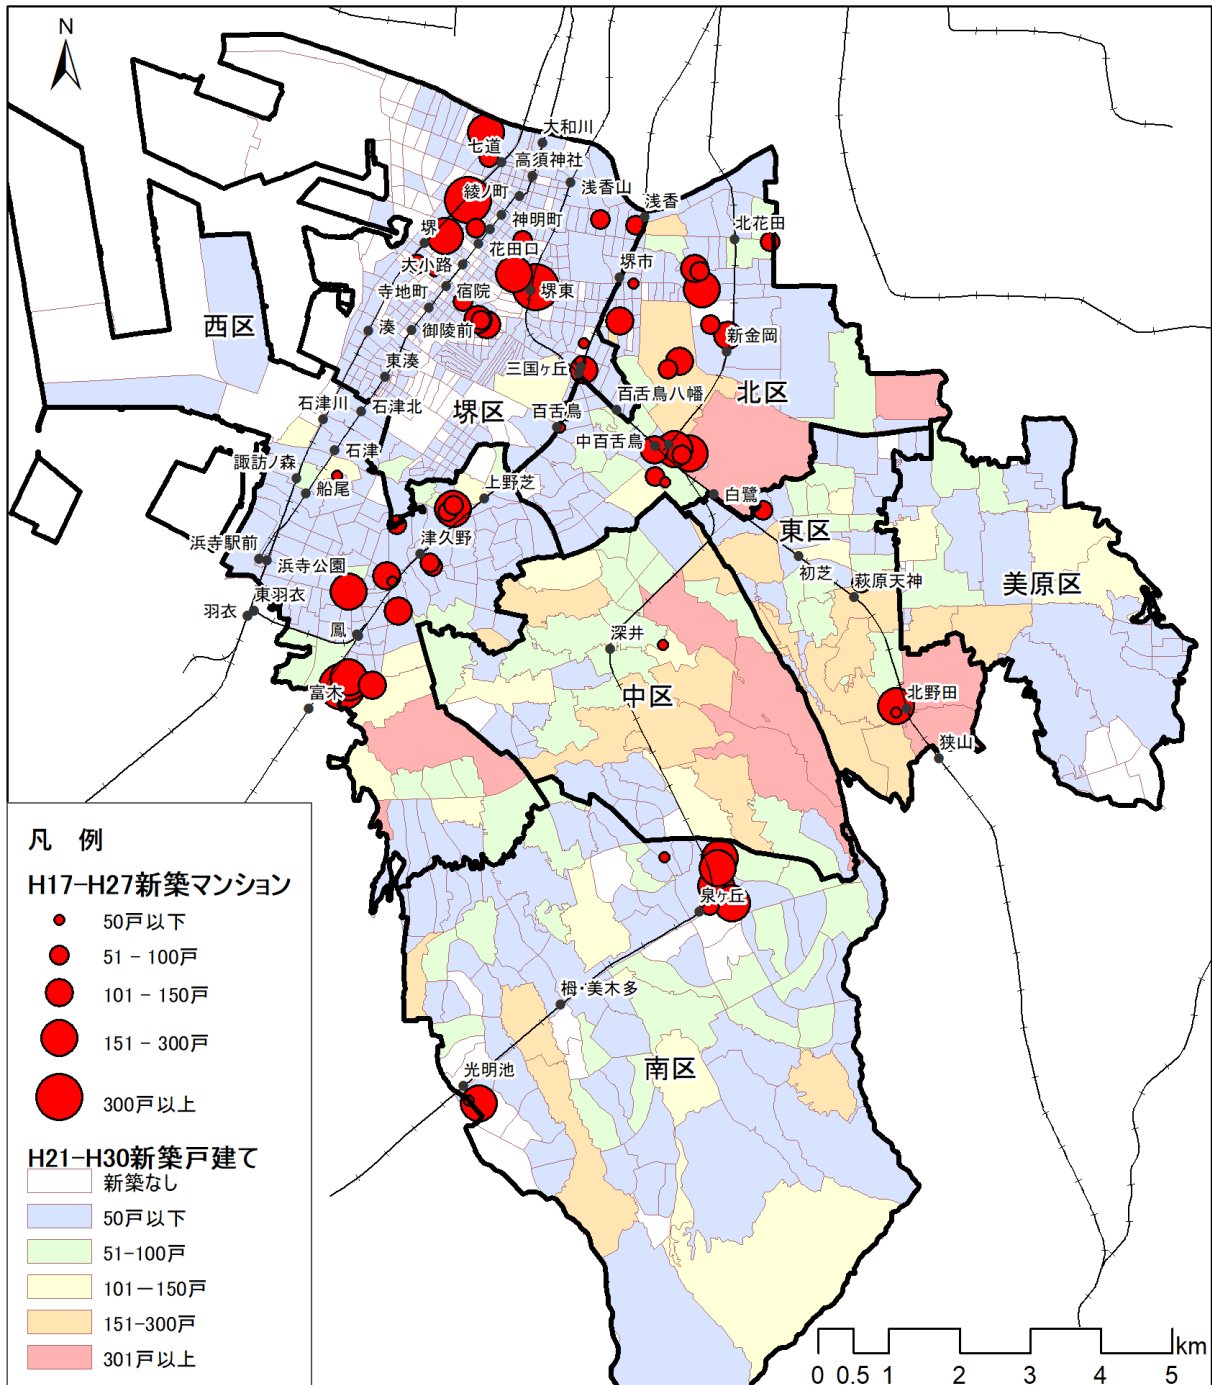 N
大和川
七道
高須神社
浅香山
綾ノ町
浅香
神明町
北花田
堺
花田口
大小路
堺市
寺地町
宿院
堺東
西区
湊
御陵前
新金岡
東湊
三国ヶ丘
北区
百舌鳥八幡
石津川
石津北
堺区
百舌鳥
中百舌鳥
石津
諏訪ノ森
船尾
上野芝
白鷺
東区
浜寺駅前
津久野
浜寺公園
初芝
萩原天神
美原区
東羽衣
羽衣
鳳
深井
中区
富木
北野田
狭山
凡 例
H17-H27新築マンション
50戸以下
51 - 100戸
101 - 150戸
151 - 300戸
300戸以上
H21-H30新築戸建て
新築なし
50戸以下
51-100戸
101-150戸
151-300戸
301戸以上
泉ヶ丘
栂・美木多
光明池
南区
km
0 0.5 1 2 3 4 5